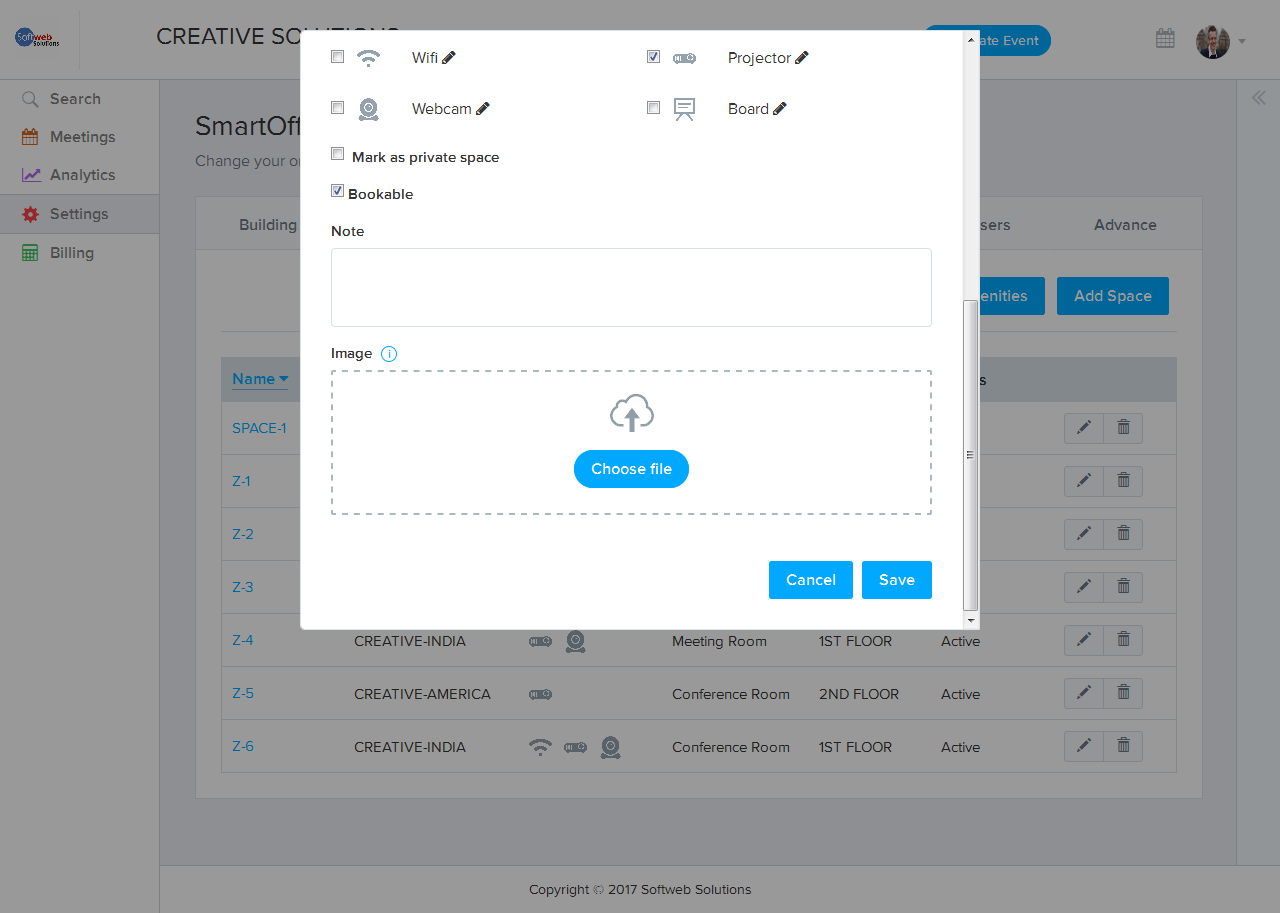 Softweb
Solutions
CREATIVE SOLUTIONS
ate Event
Search
Meetings
Analytics
Settings
Billing
SmartOff
Change your o
Wifi Projector
Webcam Board
Mark as private space
Bookable
Note
Image
Choose file
Cancel Save
Building sers Advance
enities Add Space
Name s
SPACE-1
Z-1
Z-2
Z-3
Z-4 CREATIVE-INDIA Meeting Room 1ST FLOOR Active
Z-5 CREATIVE-AMERICA Conference Room 2ND FLOOR Active
Z-6 CREATIVE-INDIA Conference Room 1ST FLOOR Active
Copyright © 2017 Softweb Solutions